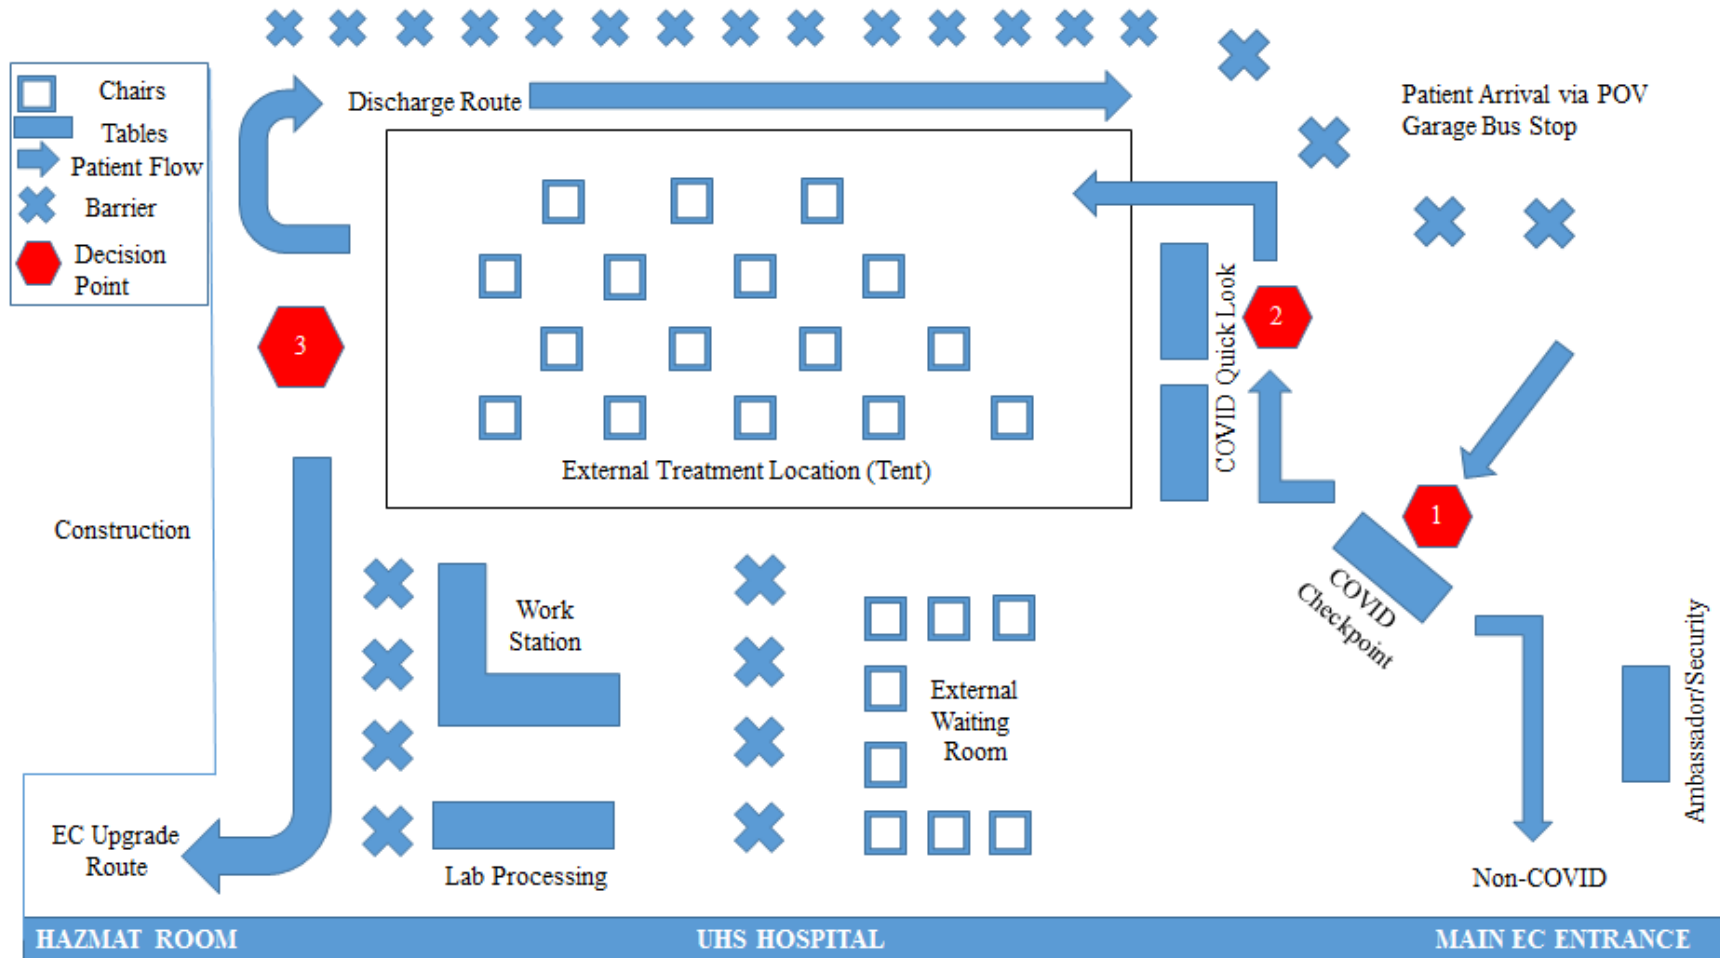 Chairs
Tables
Patient Flow
Barrier
Decision
Point
Discharge Route
Patient Arrival via POV
Garage Bus Stop
3
2
COVID Quick Look
1
External Treatment Location (Tent)
Construction
COVID
Checkpoint
Work
Station
External
Waiting
Room
Ambassador/Security
EC Upgrade
Route
Lab Processing
Non-COVID
HAZMAT ROOM
UHS HOSPITAL
MAIN EC ENTRANCE